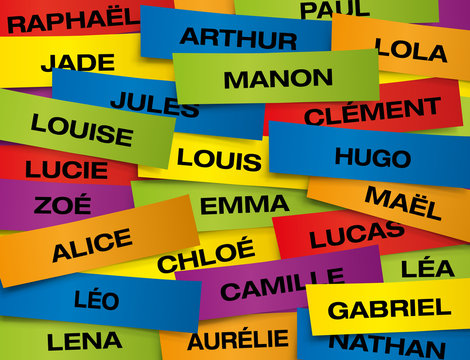 RAPHAËL
PAUL
ARTHUR
LOLA
JADE
MANON
JULES
CLÉMENT
LOUISE
LOUIS
HUGO
LUCIE
ZOÉ
EMMA
MAËL
ALICE
LUCAS
CHLOÉ
LÉA
CAMILLE
LÉO
GABRIEL
LENA
AURÉLIE
NATHAN